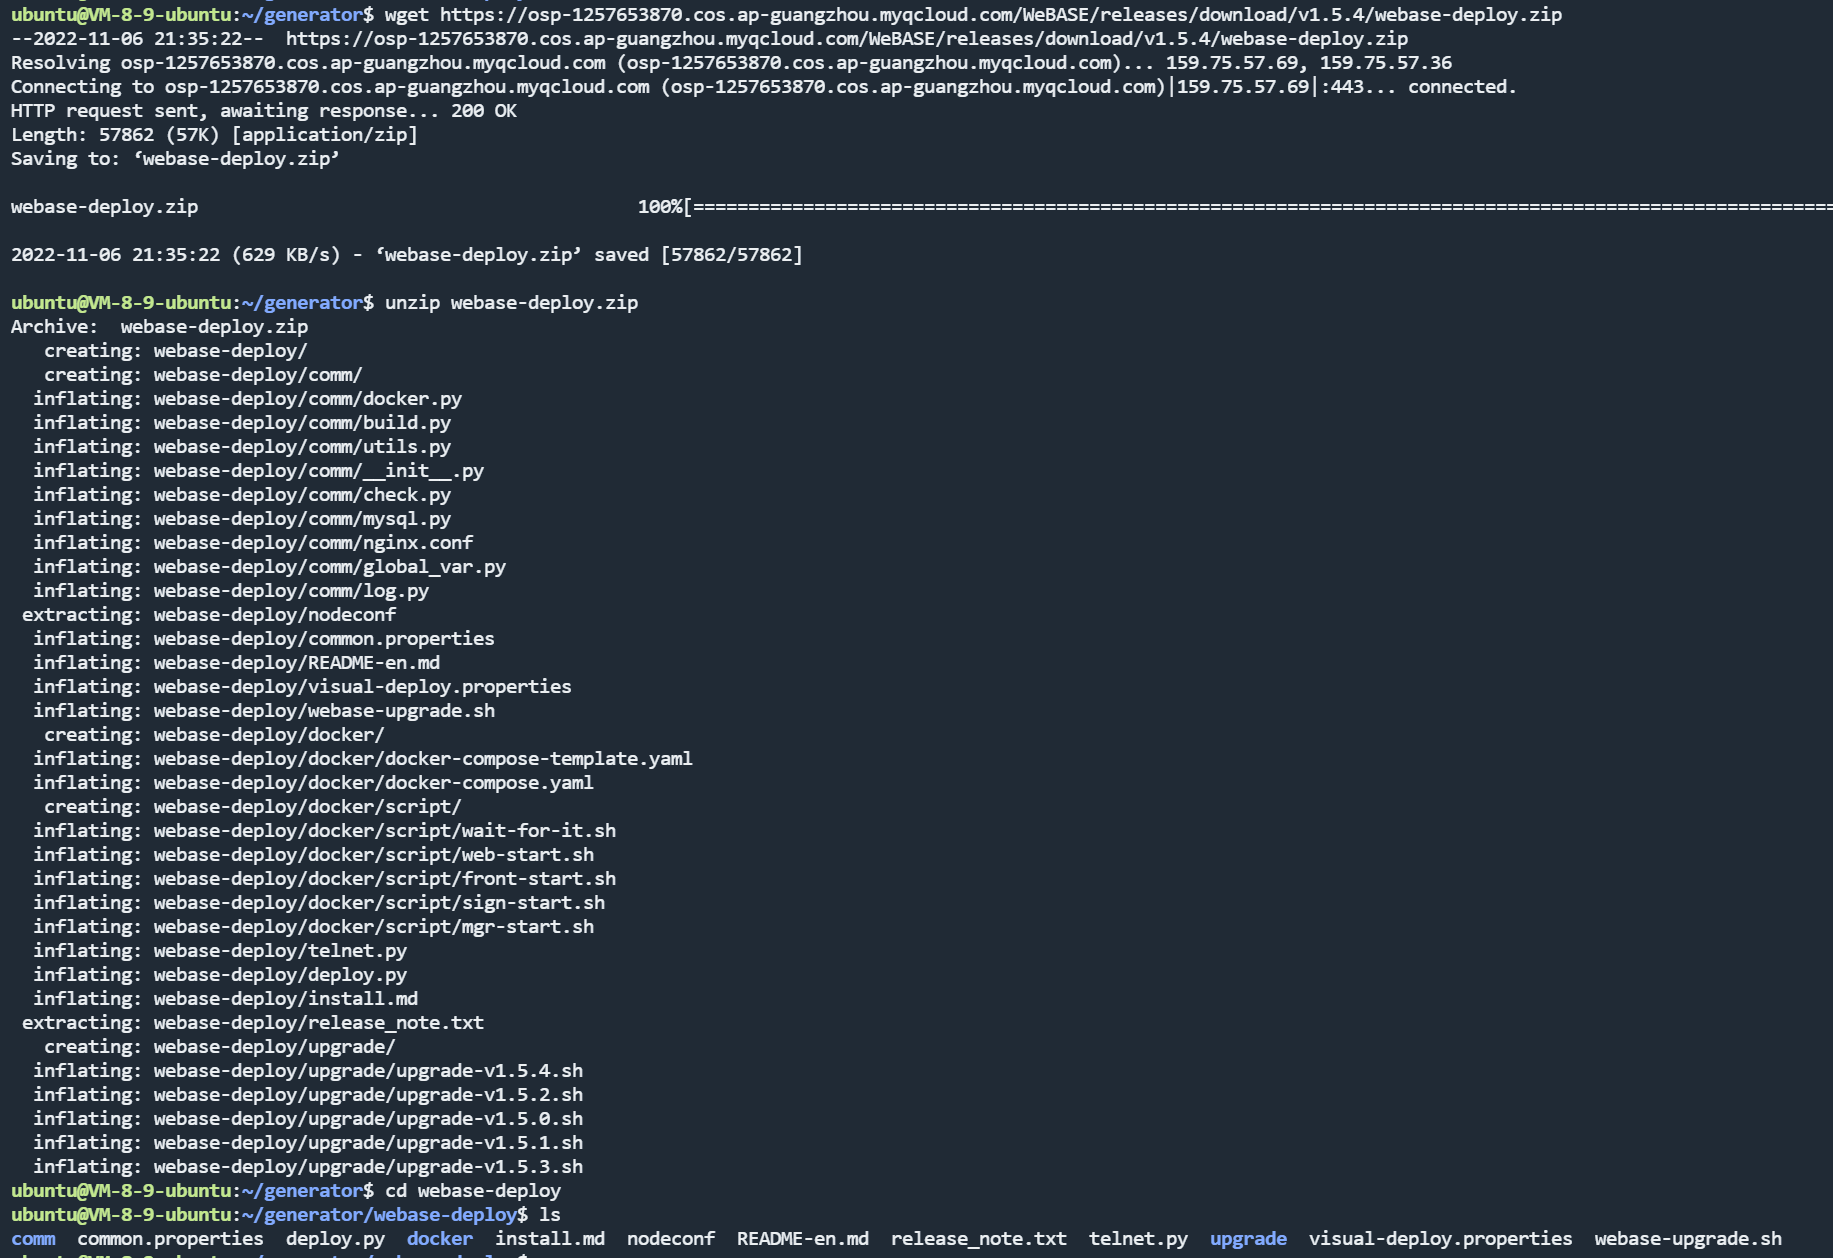 ubuntu@VM-8-9-ubuntu:~/generator$ wget https://osp-1257653870.cos.ap-guangzhou.myqcloud.com/WeBASE/releases/download/v1.5.4/webase-deploy.zip
--2022-11-06 21:35:22--  https://osp-1257653870.cos.ap-guangzhou.myqcloud.com/WeBASE/releases/download/v1.5.4/webase-deploy.zip
Resolving osp-1257653870.cos.ap-guangzhou.myqcloud.com (osp-1257653870.cos.ap-guangzhou.myqcloud.com)... 159.75.57.69, 159.75.57.36
Connecting to osp-1257653870.cos.ap-guangzhou.myqcloud.com (osp-1257653870.cos.ap-guangzhou.myqcloud.com)|159.75.57.69|:443... connected.
HTTP request sent, awaiting response... 200 OK
Length: 57862 (57K) [application/zip]
Saving to: ‘webase-deploy.zip’
webase-deploy.zip                                        100%[========================================================================================================
2022-11-06 21:35:22 (629 KB/s) - ‘webase-deploy.zip’ saved [57862/57862]
ubuntu@VM-8-9-ubuntu:~/generator$ unzip webase-deploy.zip
Archive:  webase-deploy.zip
   creating: webase-deploy/
   creating: webase-deploy/comm/
  inflating: webase-deploy/comm/docker.py
  inflating: webase-deploy/comm/build.py
  inflating: webase-deploy/comm/utils.py
  inflating: webase-deploy/comm/__init__.py
  inflating: webase-deploy/comm/check.py
  inflating: webase-deploy/comm/mysql.py
  inflating: webase-deploy/comm/nginx.conf
  inflating: webase-deploy/comm/global_var.py
  inflating: webase-deploy/comm/log.py
 extracting: webase-deploy/nodeconf
  inflating: webase-deploy/common.properties
  inflating: webase-deploy/README-en.md
  inflating: webase-deploy/visual-deploy.properties
  inflating: webase-deploy/webase-upgrade.sh
   creating: webase-deploy/docker/
  inflating: webase-deploy/docker/docker-compose-template.yaml
  inflating: webase-deploy/docker/docker-compose.yaml
   creating: webase-deploy/docker/script/
  inflating: webase-deploy/docker/script/wait-for-it.sh
  inflating: webase-deploy/docker/script/web-start.sh
  inflating: webase-deploy/docker/script/front-start.sh
  inflating: webase-deploy/docker/script/sign-start.sh
  inflating: webase-deploy/docker/script/mgr-start.sh
  inflating: webase-deploy/telnet.py
  inflating: webase-deploy/deploy.py
  inflating: webase-deploy/install.md
 extracting: webase-deploy/release_note.txt
   creating: webase-deploy/upgrade/
  inflating: webase-deploy/upgrade/upgrade-v1.5.4.sh
  inflating: webase-deploy/upgrade/upgrade-v1.5.2.sh
  inflating: webase-deploy/upgrade/upgrade-v1.5.0.sh
  inflating: webase-deploy/upgrade/upgrade-v1.5.1.sh
  inflating: webase-deploy/upgrade/upgrade-v1.5.3.sh
ubuntu@VM-8-9-ubuntu:~/generator$ cd webase-deploy
ubuntu@VM-8-9-ubuntu:~/generator/webase-deploy$ ls
comm  common.properties  deploy.py  docker  install.md  nodeconf  README-en.md  release_note.txt  telnet.py  upgrade  visual-deploy.properties  webase-upgrade.sh